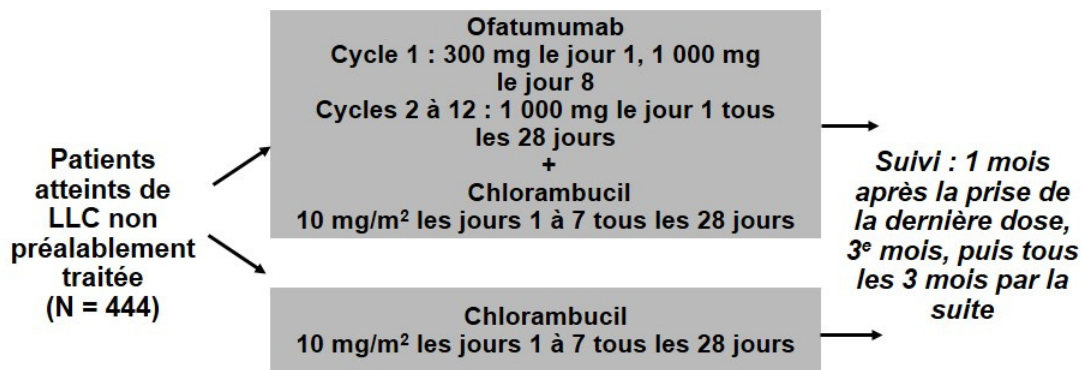 Patients
atteints de
LLC non
préalablement
traitée
(N = 444)
Ofatumumab
Cycle 1 : 300 mg le jour 1, 1 000 mg
le jour 8
Cycles 2 à 12 : 1 000 mg le jour 1 tous
les 28 jours
+
Chlorambucil
10 mg/m² les jours 1 à 7 tous les 28 jours
Chlorambucil
10 mg/m² les jours 1 à 7 tous les 28 jours
Suivi : 1 mois
après la prise de
la dernière dose,
3ᵉ mois, puis tous
les 3 mois par la
suite